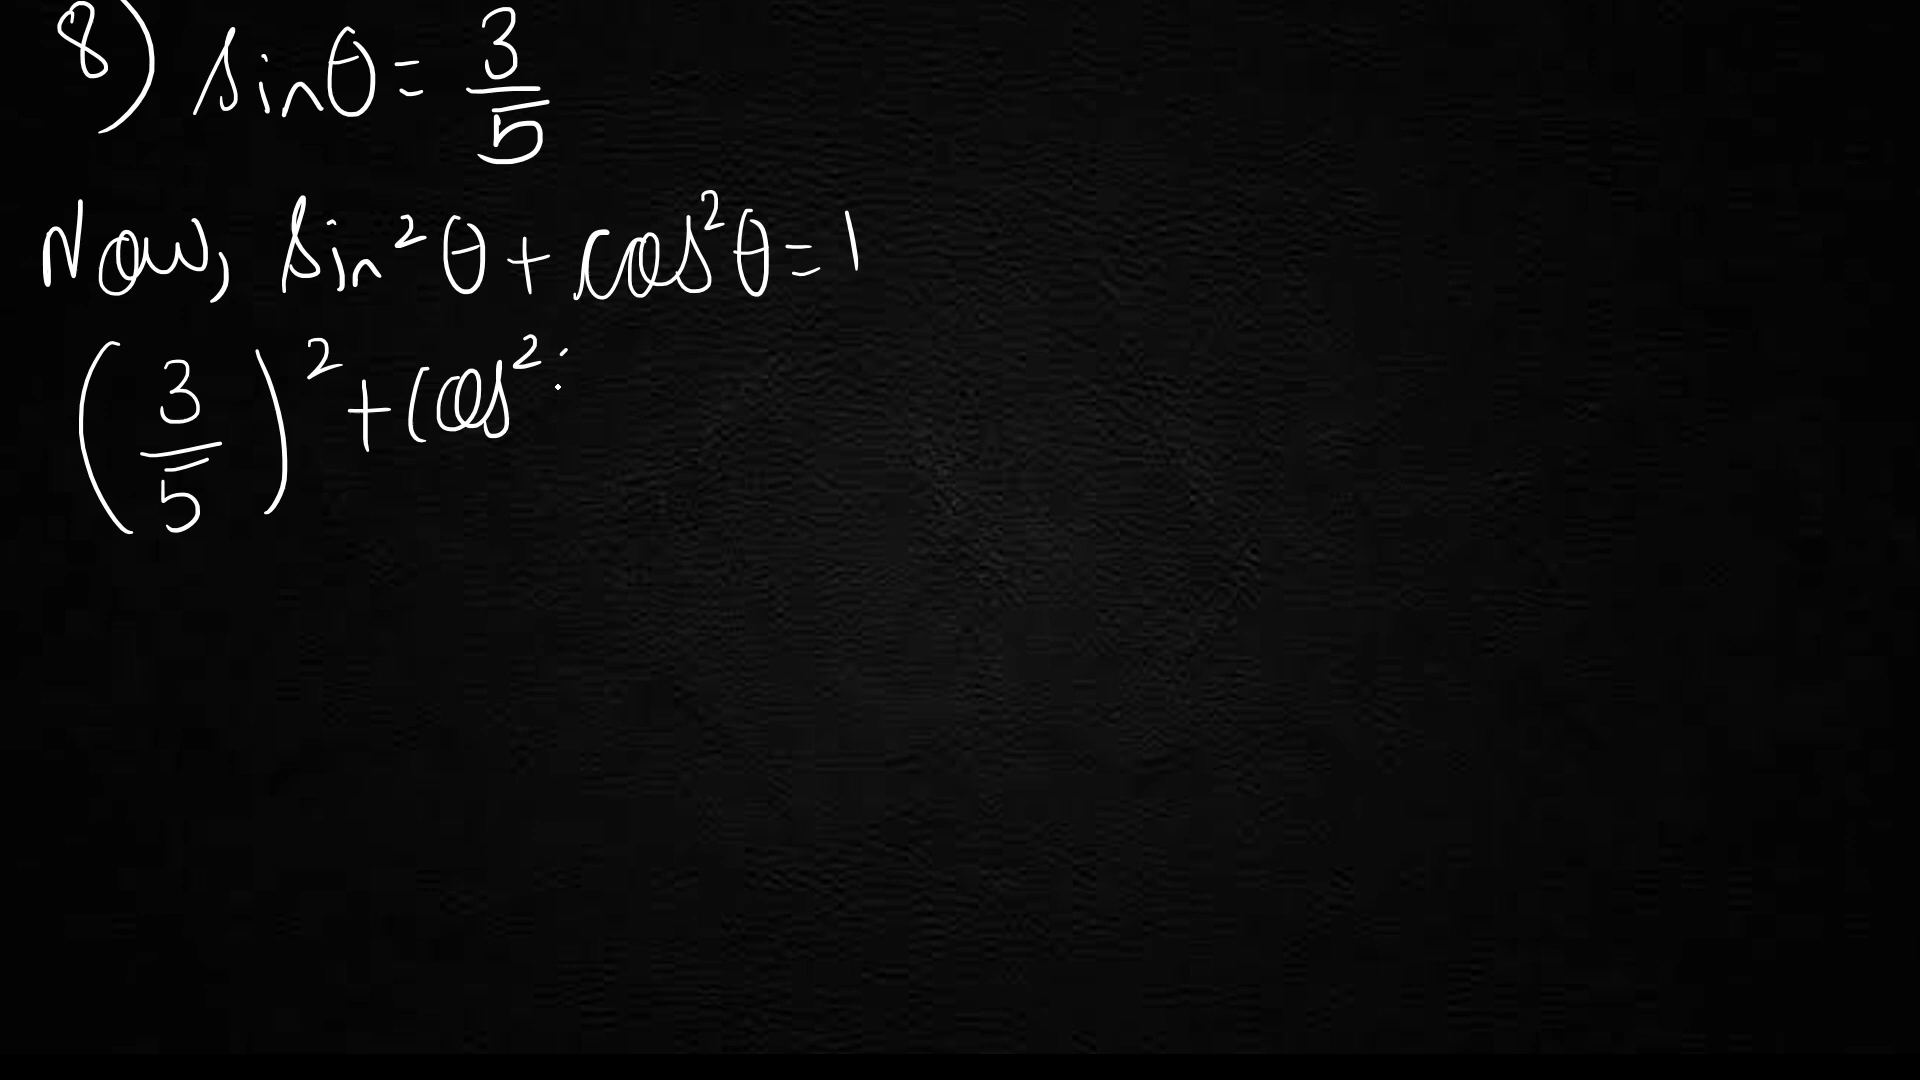 8) sinθ = 3/5
Now, sin²θ + cos²θ = 1
(3/5)² + cos²